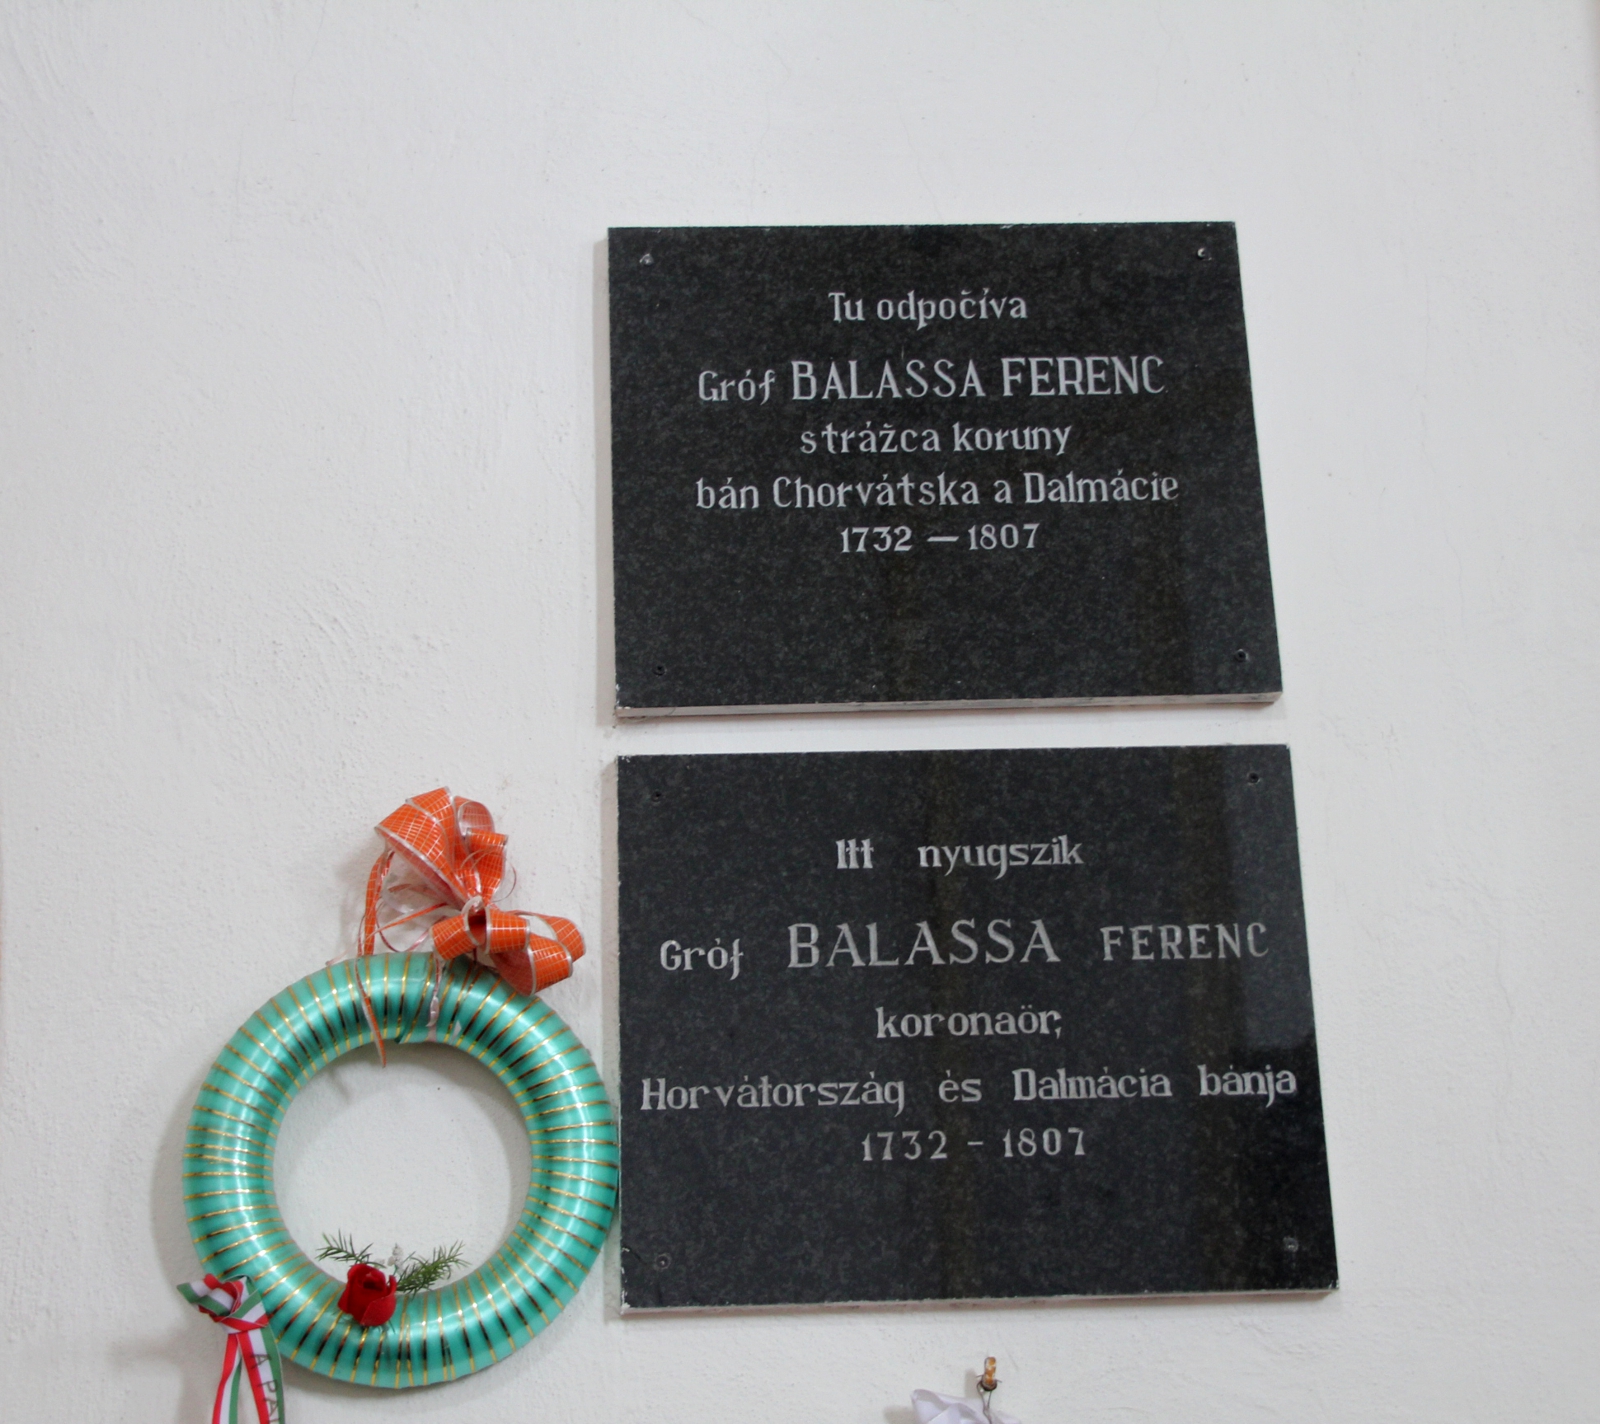 Tu odpočíva
Gróf BALASSA FERENC
strážca koruny
bán Chorvátska a Dalmácie
1732 — 1807
Itt nyugszik
Gróf BALASSA FERENC
koronaör,
Horvátország és Dalmácia bánja
1732 - 1807
A